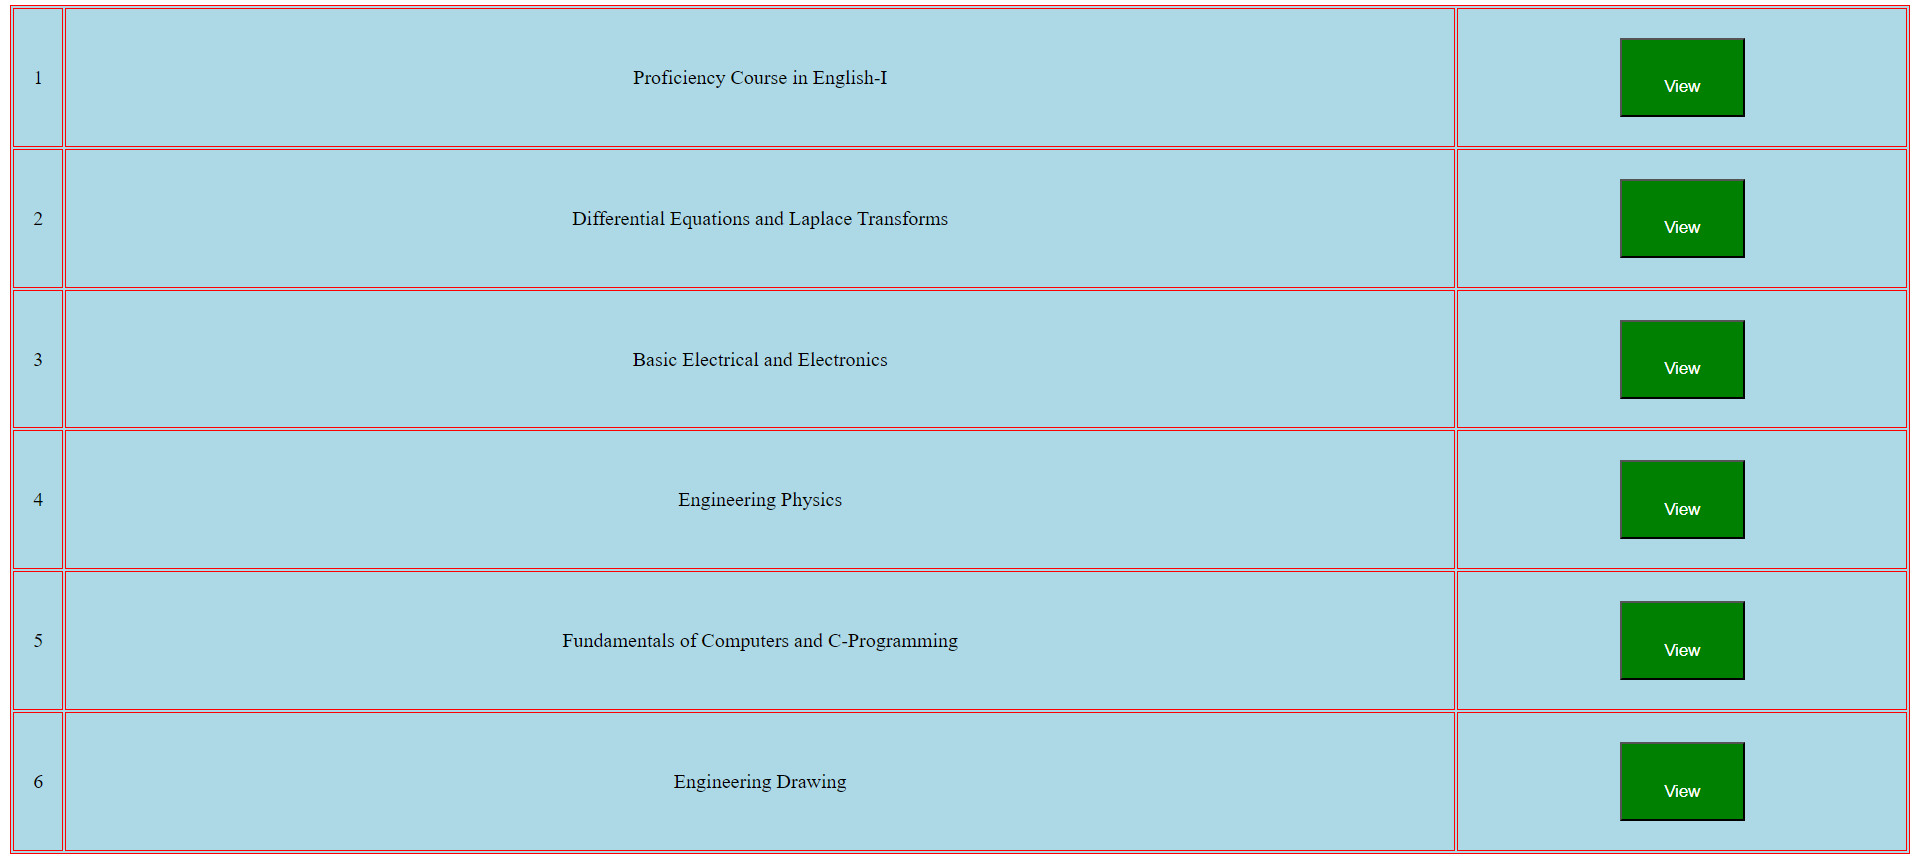 1 Proficiency Course in English-I View
2 Differential Equations and Laplace Transforms View
3 Basic Electrical and Electronics View
4 Engineering Physics View
5 Fundamentals of Computers and C-Programming View
6 Engineering Drawing View